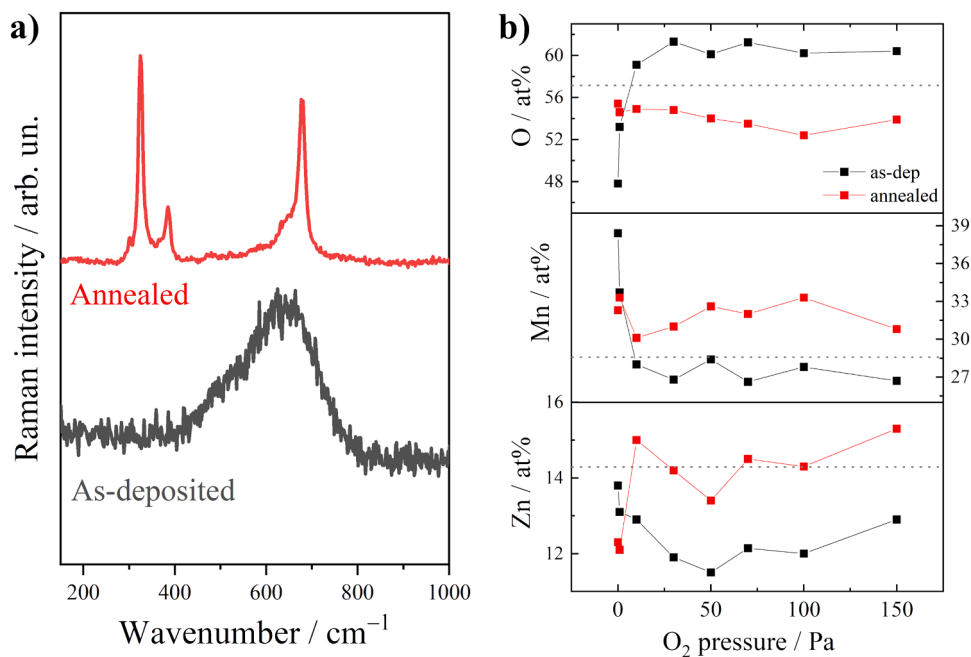 a)
Raman intensity / arb. un.
Annealed
As-deposited
200 400 600 800 1000
Wavenumber / cm⁻¹
b)
O / at%
60
56
52
48
as-dep
annealed
Mn / at%
39
36
33
30
27
Zn / at%
16
14
12
0 50 100 150
O₂ pressure / Pa